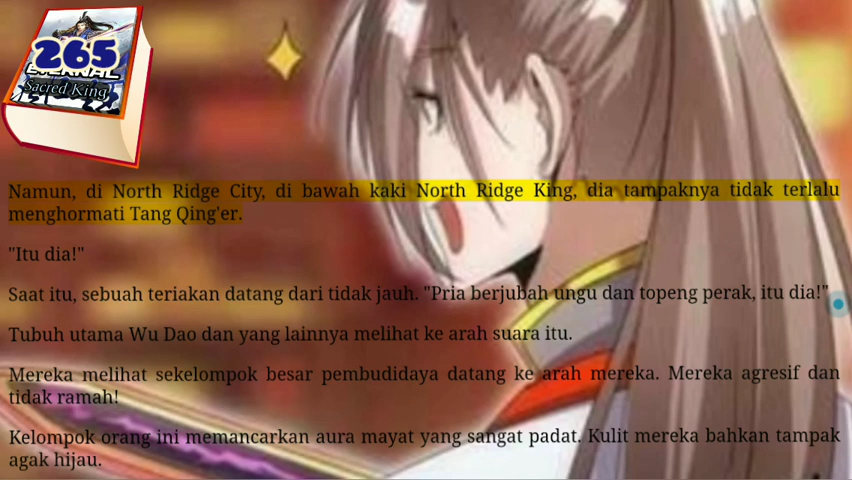 265
ETERNAL
Sacred King
Namun, di North Ridge City, di bawah kaki North Ridge King, dia tampaknya tidak terlalu
menghormati Tang Qing'er.
"Itu dia!"
Saat itu, sebuah teriakan datang dari tidak jauh. "Pria berjubah ungu dan topeng perak, itu dia!"
Tubuh utama Wu Dao dan yang lainnya melihat ke arah suara itu.
Mereka melihat sekelompok besar pembudidaya datang ke arah mereka. Mereka agresif dan
tidak ramah!
Kelompok orang ini memancarkan aura mayat yang sangat padat. Kulit mereka bahkan tampak
agak hijau.